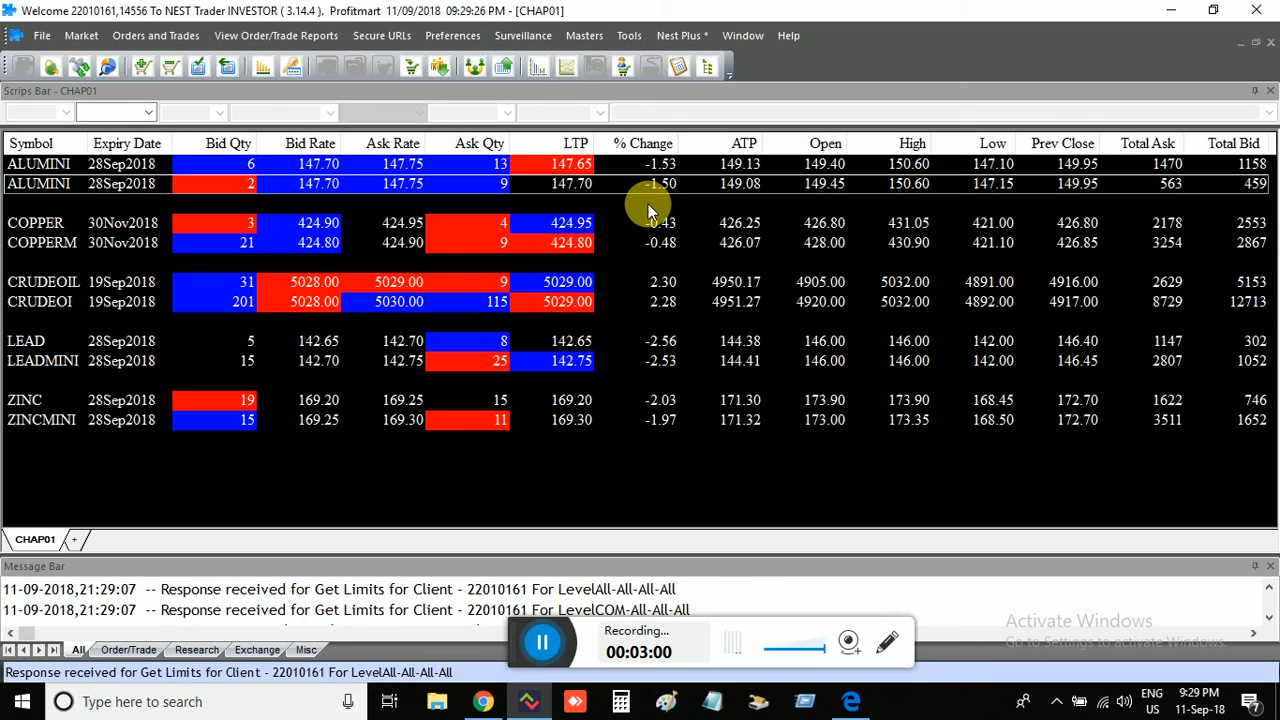 Welcome 22010161,14556 to NEST Trader INVESTOR ( 3.14.4 ). Profitmart 11/09/2018 09:29:26 PM - [CHAP01]
File Market Orders and Trades View Order/Trade Reports Secure URLs Preferences Surveillance Masters Tools Nest Plus * Window Help
Scrips Bar - CHAP01
Symbol Expiry Date Bid Qty Bid Rate Ask Rate Ask Qty LTP % Change ATP Open High Low Prev Close Total Ask Total Bid
ALUMINI 28Sep2018 6 147.70 147.75 13 147.65 -1.53 149.13 149.40 150.60 147.10 149.95 1470 1158
ALUMINI 28Sep2018 2 147.70 147.75 9 147.70 -1.50 149.08 149.45 150.60 147.15 149.95 563 459
COPPER 30Nov2018 3 424.90 424.95 4 424.95 -0.43 426.25 429.00 431.05 421.00 426.80 2178 2553
COPPERM 30Nov2018 21 424.80 424.90 9 424.80 -0.48 426.07 428.00 430.90 421.10 426.85 3254 2867
CRUDEOIL 19Sep2018 31 5028.00 5029.00 9 5029.00 2.30 4950.17 4905.00 5032.00 4891.00 4916.00 2629 5153
CRUDEOI 19Sep2018 201 5028.00 5030.00 115 5029.00 2.28 4951.27 4920.00 5032.00 4892.00 4917.00 8729 12713
LEAD 28Sep2018 5 142.65 142.70 8 142.65 -2.56 144.38 146.00 146.00 142.00 146.40 1147 302
LEADMINI 28Sep2018 15 142.70 142.75 25 142.75 -2.53 144.41 146.00 146.00 142.00 146.45 2807 1052
ZINC 28Sep2018 19 169.20 169.25 15 169.20 -2.03 171.30 173.90 173.90 168.45 172.70 1622 746
ZINCMINI 28Sep2018 15 169.25 169.30 11 169.30 -1.97 171.32 173.00 173.35 168.50 172.70 3511 1652
CHAP01 +
Message Bar
11-09-2018,21:29:07 -- Response received for Get Limits for Client - 22010161 For LevelAll-All-All-All
11-09-2018,21:29:07 -- Response received for Get Limits for Client - 22010161 For LevelCOM-All-All-All
Activate Windows
Go to Settings to activate Windows.
Recording...
00:03:00
All Order/Trade Research Exchange Misc
Response received for Get Limits for Client - 22010161 For LevelAll-All-All-All
Type here to search
ENG
US
9:29 PM
11-Sep-18
7